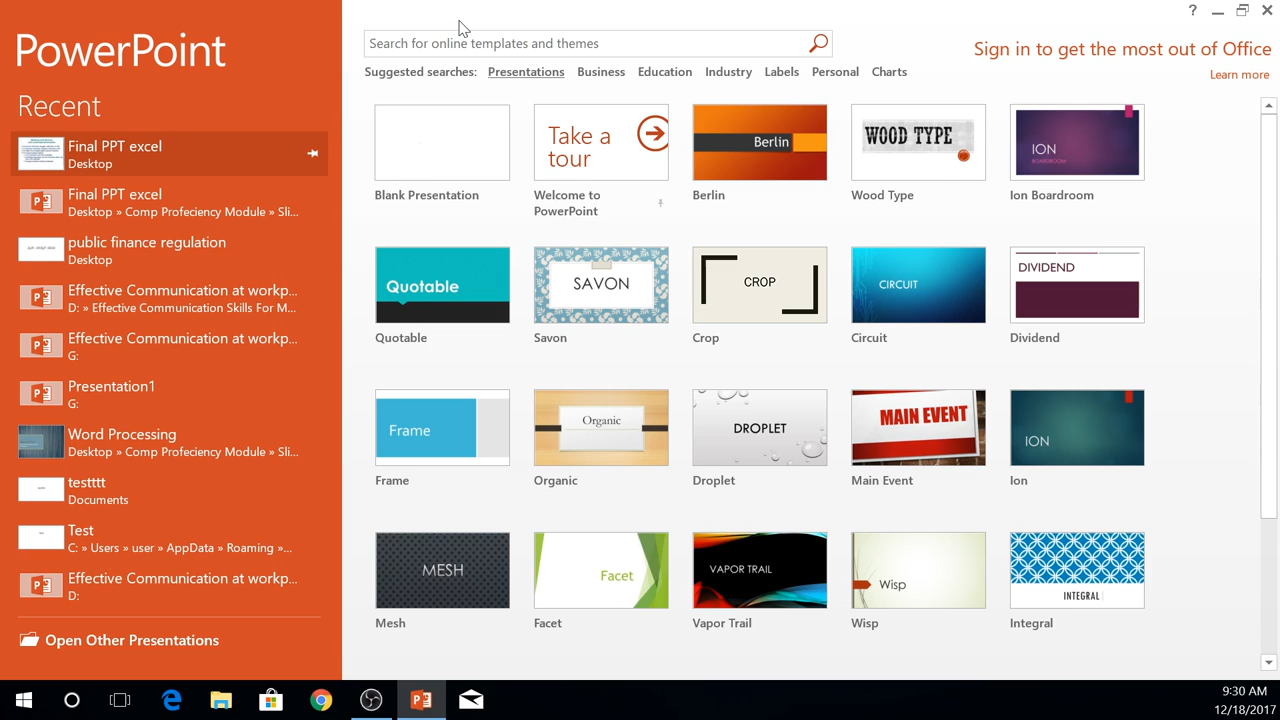 PowerPoint
Recent
Final PPT excel
Desktop
Final PPT excel
Desktop » Comp Profeciency Module » Sli...
public finance regulation
Desktop
Effective Communication at workp...
D: » Effective Communication Skills For M...
Effective Communication at workp...
G:
Presentation1
G:
Word Processing
Desktop » Comp Profeciency Module » Sli...
testttt
Documents
Test
C: » Users » user » AppData » Roaming »...
Effective Communication at workp...
D:
Open Other Presentations
?
Search for online templates and themes
Sign in to get the most out of Office
Learn more
Suggested searches: Presentations Business Education Industry Labels Personal Charts
Take a
tour
Berlin
WOOD TYPE
ION
BOARDROOM
Blank Presentation
Welcome to
PowerPoint
Berlin
Wood Type
Ion Boardroom
Quotable
SAVON
CROP
CIRCUIT
DIVIDEND
Quotable
Savon
Crop
Circuit
Dividend
Frame
Organic
DROPLET
MAIN EVENT
ION
Frame
Organic
Droplet
Main Event
Ion
MESH
Facet
VAPOR TRAIL
Wisp
INTEGRAL
Mesh
Facet
Vapor Trail
Wisp
Integral
9:30 AM
12/18/2017